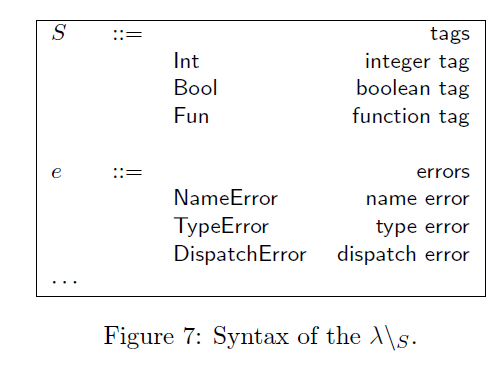 S ::= tags
Int integer tag
Bool boolean tag
Fun function tag
e ::= errors
NameError name error
TypeError type error
DispatchError dispatch error
...
Figure 7: Syntax of the λ\S.